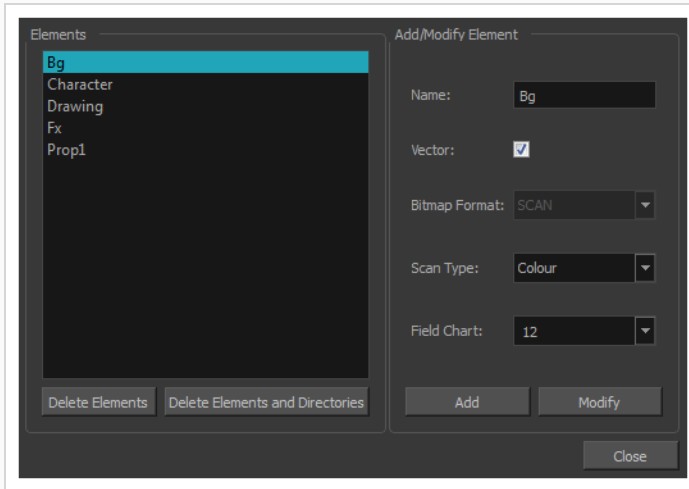 Elements
Bg
Character
Drawing
Fx
Prop1
Delete Elements
Delete Elements and Directories
Add/Modify Element
Name: Bg
Vector:
Bitmap Format: SCAN
Scan Type: Colour
Field Chart: 12
Add
Modify
Close